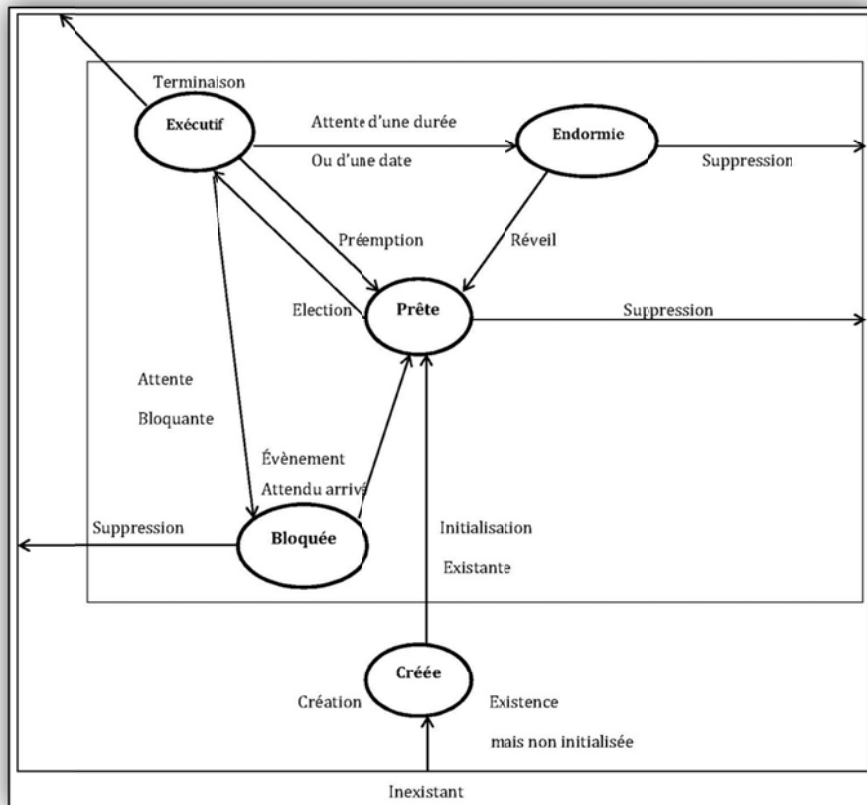 Terminaison
Exécutif
Attente d'une durée
Endormie
Ou d'une date
Suppression
Préemption
Réveil
Election
Prête
Suppression
Attente
Bloquante
Évènement
Attendu arrivé
Suppression
Bloquée
Initialisation
Existante
Créée
Création
Existence
mais non initialisée
Inexistant